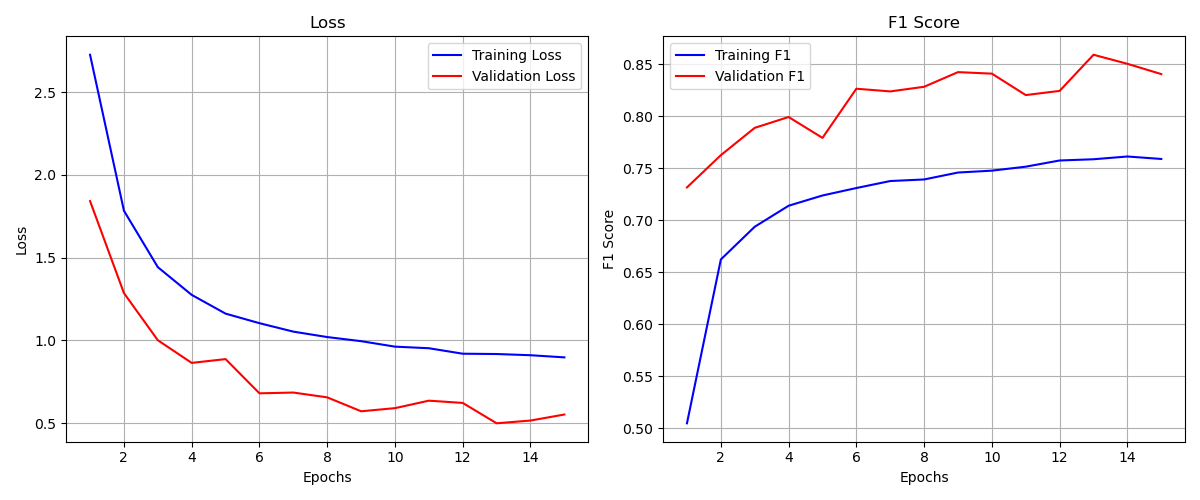 Loss
Training Loss
Validation Loss
2.5
2.0
1.5
1.0
0.5
Loss
2 4 6 8 10 12 14
Epochs
F1 Score
Training F1
Validation F1
0.85
0.80
0.75
0.70
0.65
0.60
0.55
0.50
F1 Score
2 4 6 8 10 12 14
Epochs